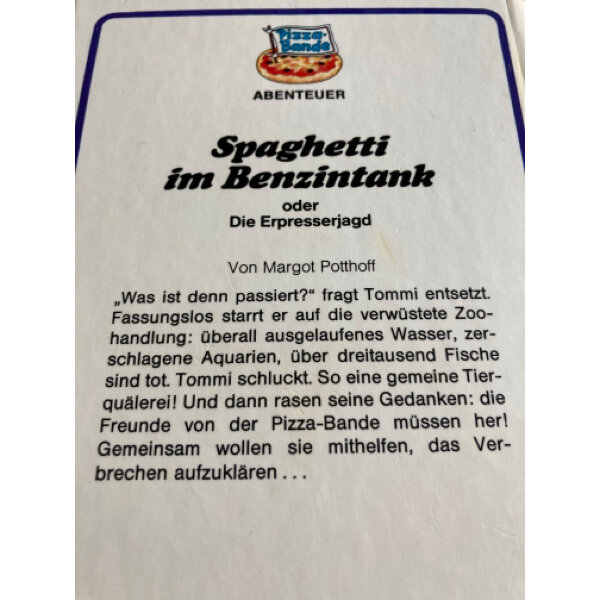 Pizza-
Bande
ABENTEUER
Spaghetti
im Benzintank
oder
Die Erpresserjagd
Von Margot Potthoff
„Was ist denn passiert?“ fragt Tommi entsetzt.
Fassungslos starrt er auf die verwüstete Zoo-
handlung: überall ausgelaufenes Wasser, zer-
schlagene Aquarien, über dreitausend Fische
sind tot. Tommi schluckt. So eine gemeine Tier-
quälerei! Und dann rasen seine Gedanken: die
Freunde von der Pizza-Bande müssen her!
Gemeinsam wollen sie mithelfen, das Ver-
brechen aufzuklären . . .